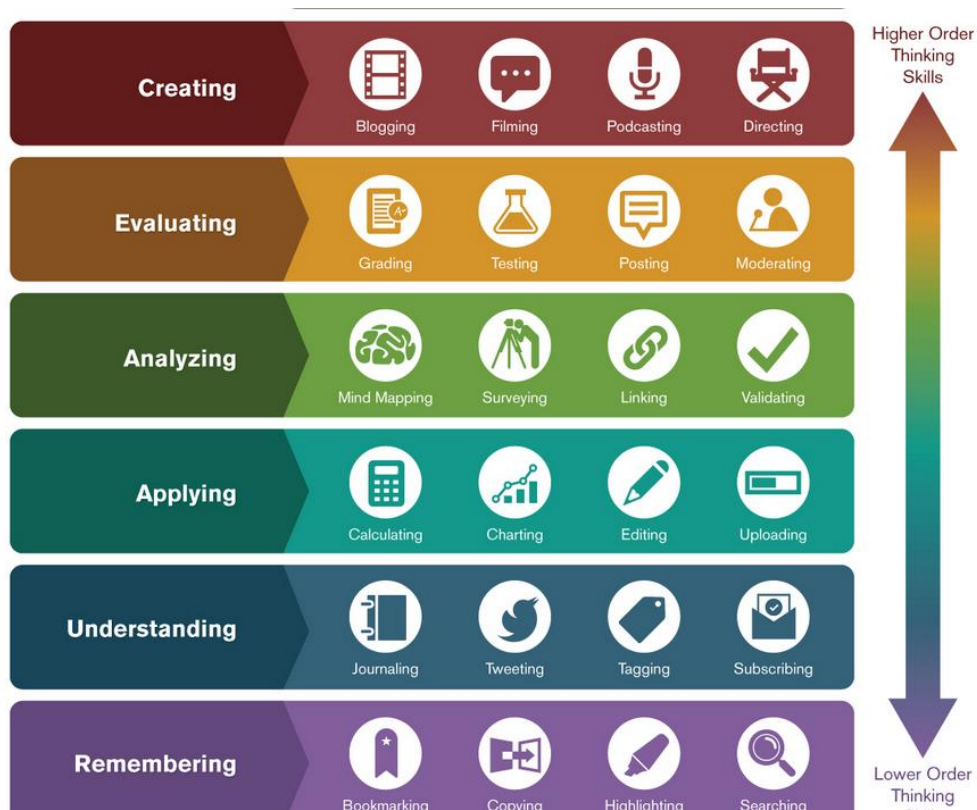 Higher Order
Thinking
Skills
Creating
Blogging
Filming
Podcasting
Directing
Evaluating
A+
Grading
Testing
Posting
Moderating
Analyzing
Mind Mapping
Surveying
Linking
Validating
Applying
Calculating
Charting
Editing
Uploading
Understanding
Journaling
Tweeting
Tagging
Subscribing
Remembering
Bookmarking
Copying
Highlighting
Searching
Lower Order
Thinking